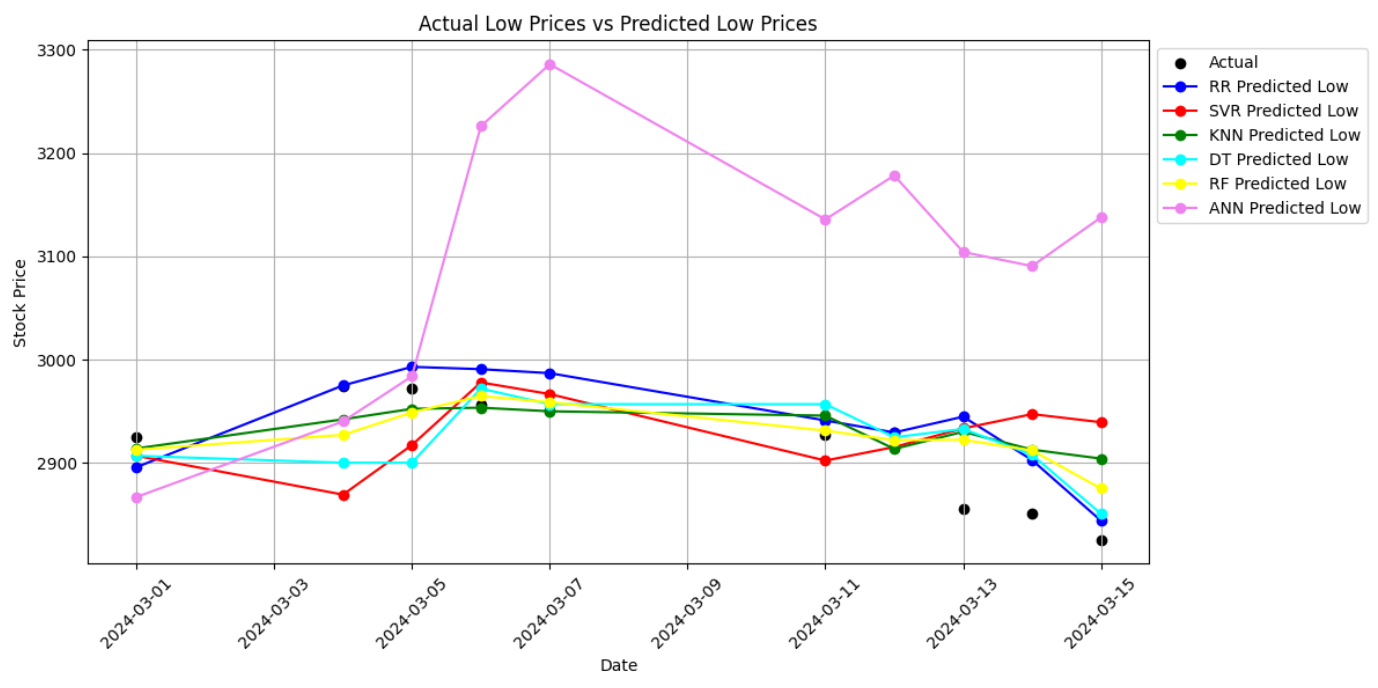 Actual Low Prices vs Predicted Low Prices
3300
3200
3100
3000
2900
Stock Price
2024-03-01
2024-03-03
2024-03-05
2024-03-07
2024-03-09
2024-03-11
2024-03-13
2024-03-15
Date
Actual
RR Predicted Low
SVR Predicted Low
KNN Predicted Low
DT Predicted Low
RF Predicted Low
ANN Predicted Low